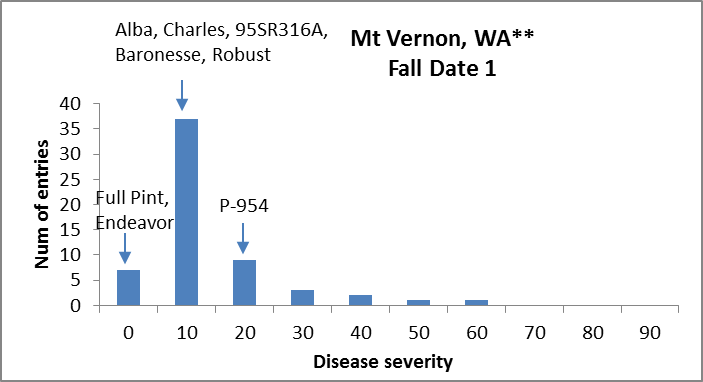 Alba, Charles, 95SR316A,
Baronesse, Robust
Mt Vernon, WA**
Fall Date 1
Num of entries
40
35
30
25
20
15
10
5
0
Full Pint,
Endeavor
P-954
0 10 20 30 40 50 60 70 80 90
Disease severity